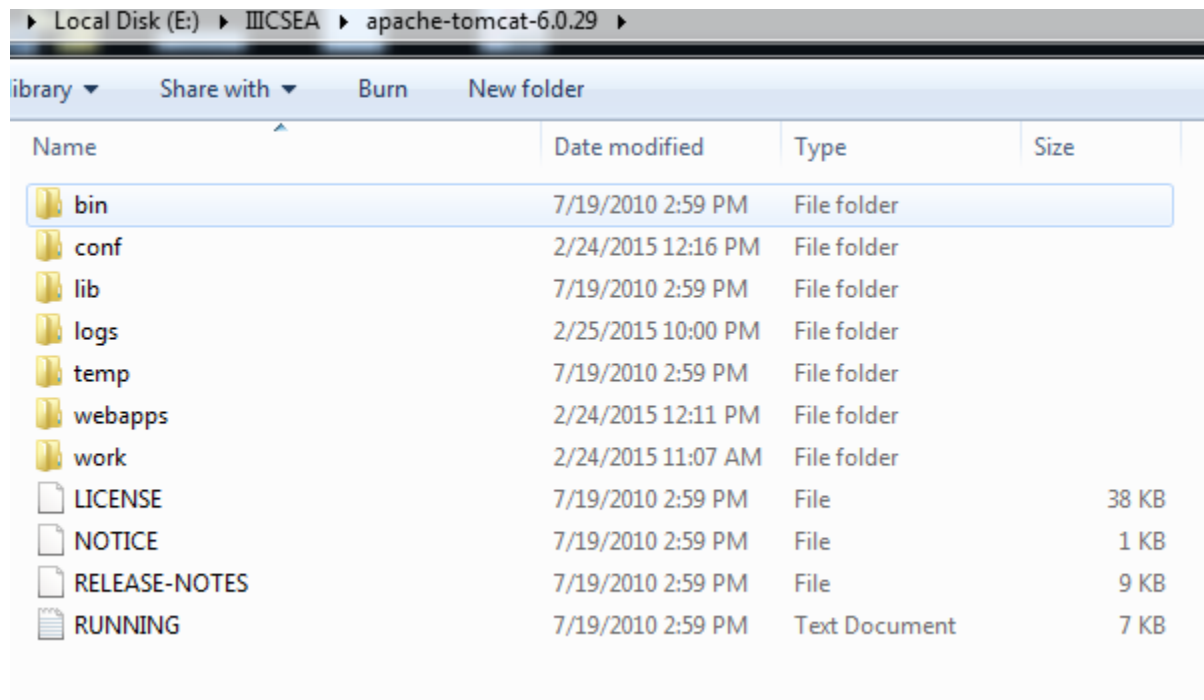 Local Disk (E:) IIICSEA apache-tomcat-6.0.29
library Share with Burn New folder
Name Date modified Type Size
bin 7/19/2010 2:59 PM File folder
conf 2/24/2015 12:16 PM File folder
lib 7/19/2010 2:59 PM File folder
logs 2/25/2015 10:00 PM File folder
temp 7/19/2010 2:59 PM File folder
webapps 2/24/2015 12:11 PM File folder
work 2/24/2015 11:07 AM File folder
LICENSE 7/19/2010 2:59 PM File 38 KB
NOTICE 7/19/2010 2:59 PM File 1 KB
RELEASE-NOTES 7/19/2010 2:59 PM File 9 KB
RUNNING 7/19/2010 2:59 PM Text Document 7 KB